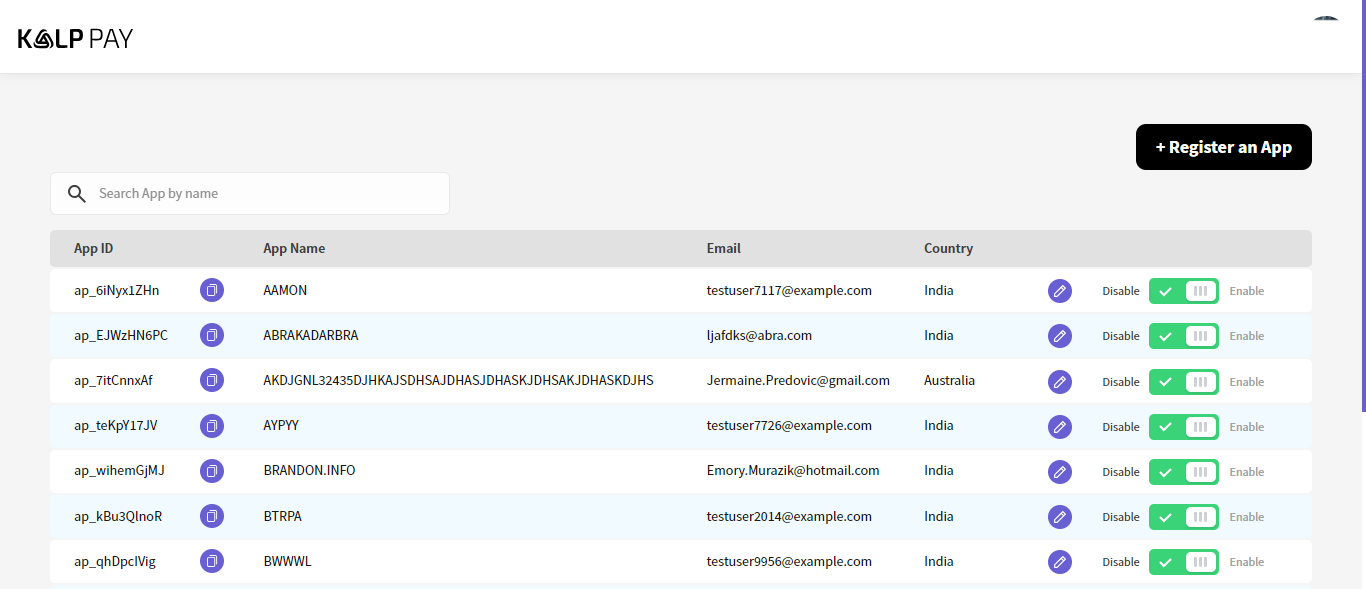 KALP PAY
+ Register an App
Search App by name
App ID App Name Email Country
ap_6iNyx1ZHn AAMON testuser7117@example.com India Disable Enable
ap_EJWzHN6PC ABRAKADARBRA ljafdks@abra.com India Disable Enable
ap_7itCnnxAf AKDJGNL32435DJHKAJSDHSAJDHASJDHASKJDHSAKJDHASKDJHS Jermaine.Predovic@gmail.com Australia Disable Enable
ap_teKpY17JV AYPYY testuser7726@example.com India Disable Enable
ap_wihemGjMJ BRANDON.INFO Emory.Murazik@hotmail.com India Disable Enable
ap_kBu3QlnoR BTRPA testuser2014@example.com India Disable Enable
ap_qhDpcIVig BWWWL testuser9956@example.com India Disable Enable